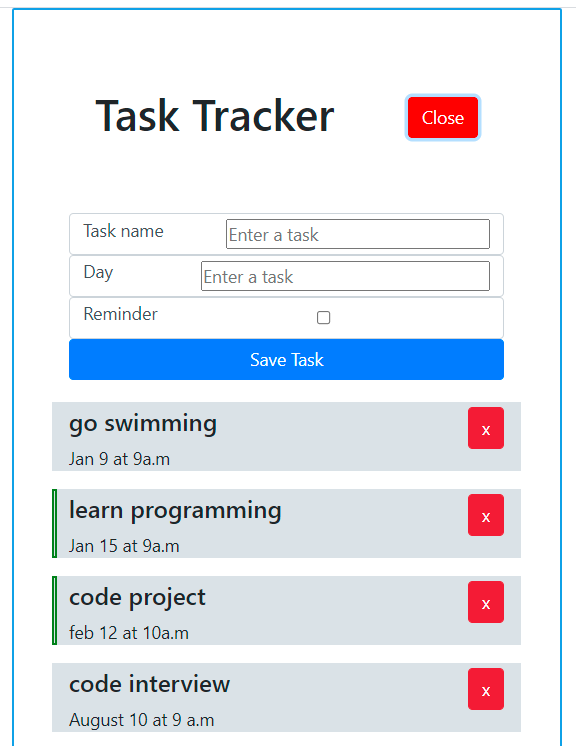 Task Tracker
Close
Task name
Enter a task
Day
Enter a task
Reminder
Save Task
go swimming
x
Jan 9 at 9a.m
learn programming
x
Jan 15 at 9a.m
code project
x
feb 12 at 10a.m
code interview
x
August 10 at 9 a.m